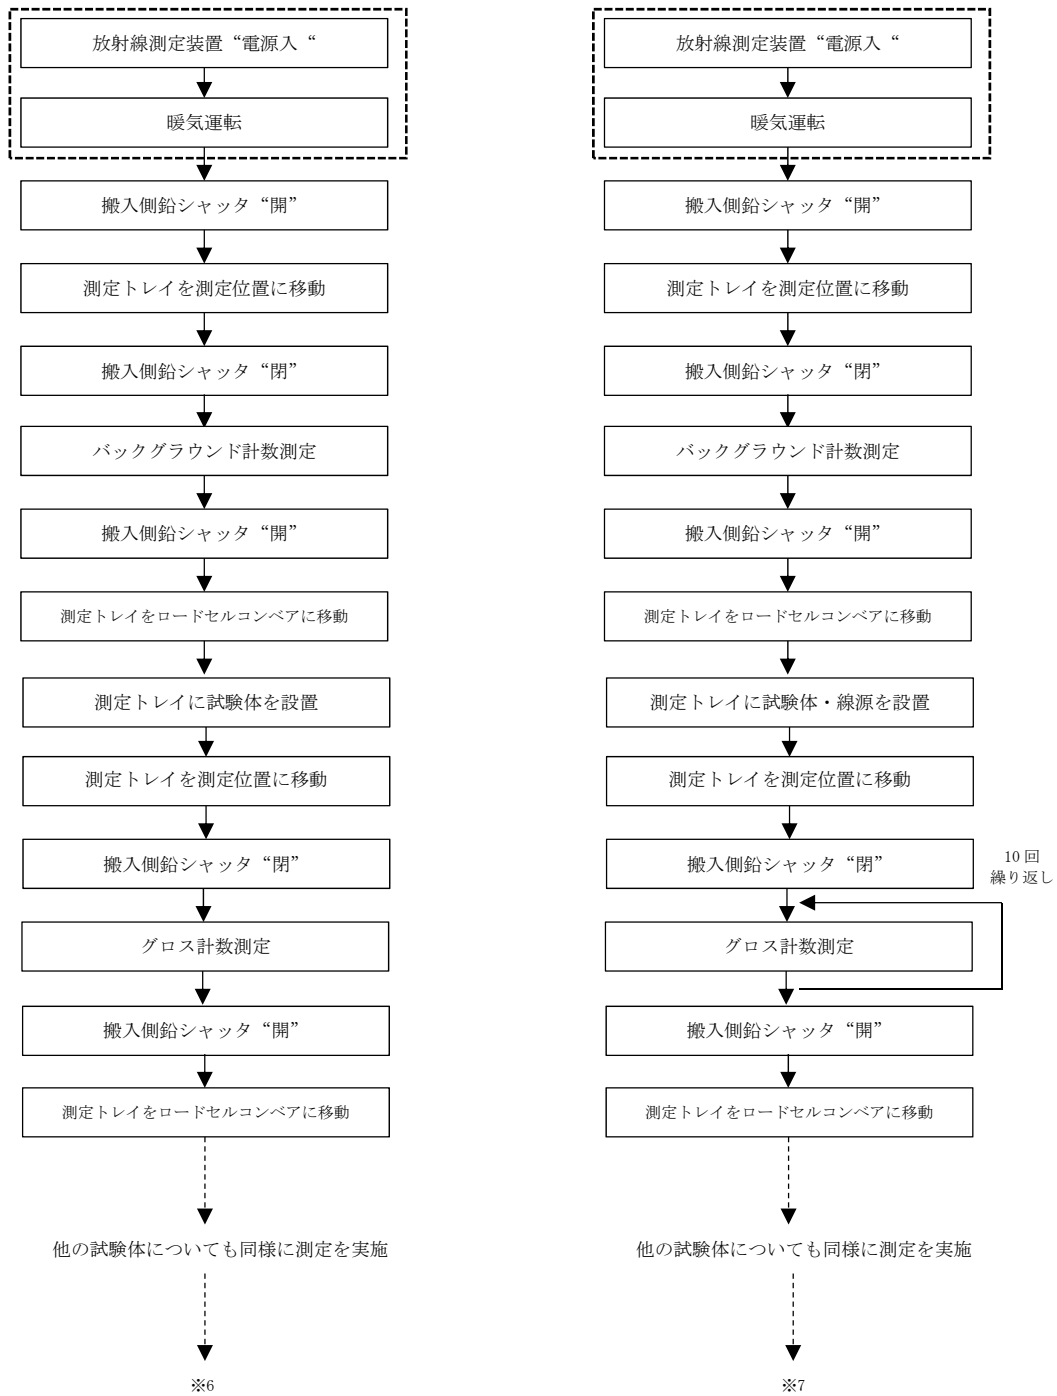 放射線測定装置“電源入“
暖気運転
搬入側鉛シャッタ“開”
測定トレイを測定位置に移動
搬入側鉛シャッタ“閉”
バックグラウンド計数測定
搬入側鉛シャッタ“開”
測定トレイをロードセルコンベアに移動
測定トレイに試験体を設置
測定トレイを測定位置に移動
搬入側鉛シャッタ“閉”
グロス計数測定
搬入側鉛シャッタ“開”
測定トレイをロードセルコンベアに移動
他の試験体についても同様に測定を実施
※6
放射線測定装置“電源入“
暖気運転
搬入側鉛シャッタ“開”
測定トレイを測定位置に移動
搬入側鉛シャッタ“閉”
バックグラウンド計数測定
搬入側鉛シャッタ“開”
測定トレイをロードセルコンベアに移動
測定トレイに試験体・線源を設置
測定トレイを測定位置に移動
搬入側鉛シャッタ“閉”
10 回
繰り返し
グロス計数測定
搬入側鉛シャッタ“開”
測定トレイをロードセルコンベアに移動
他の試験体についても同様に測定を実施
※7